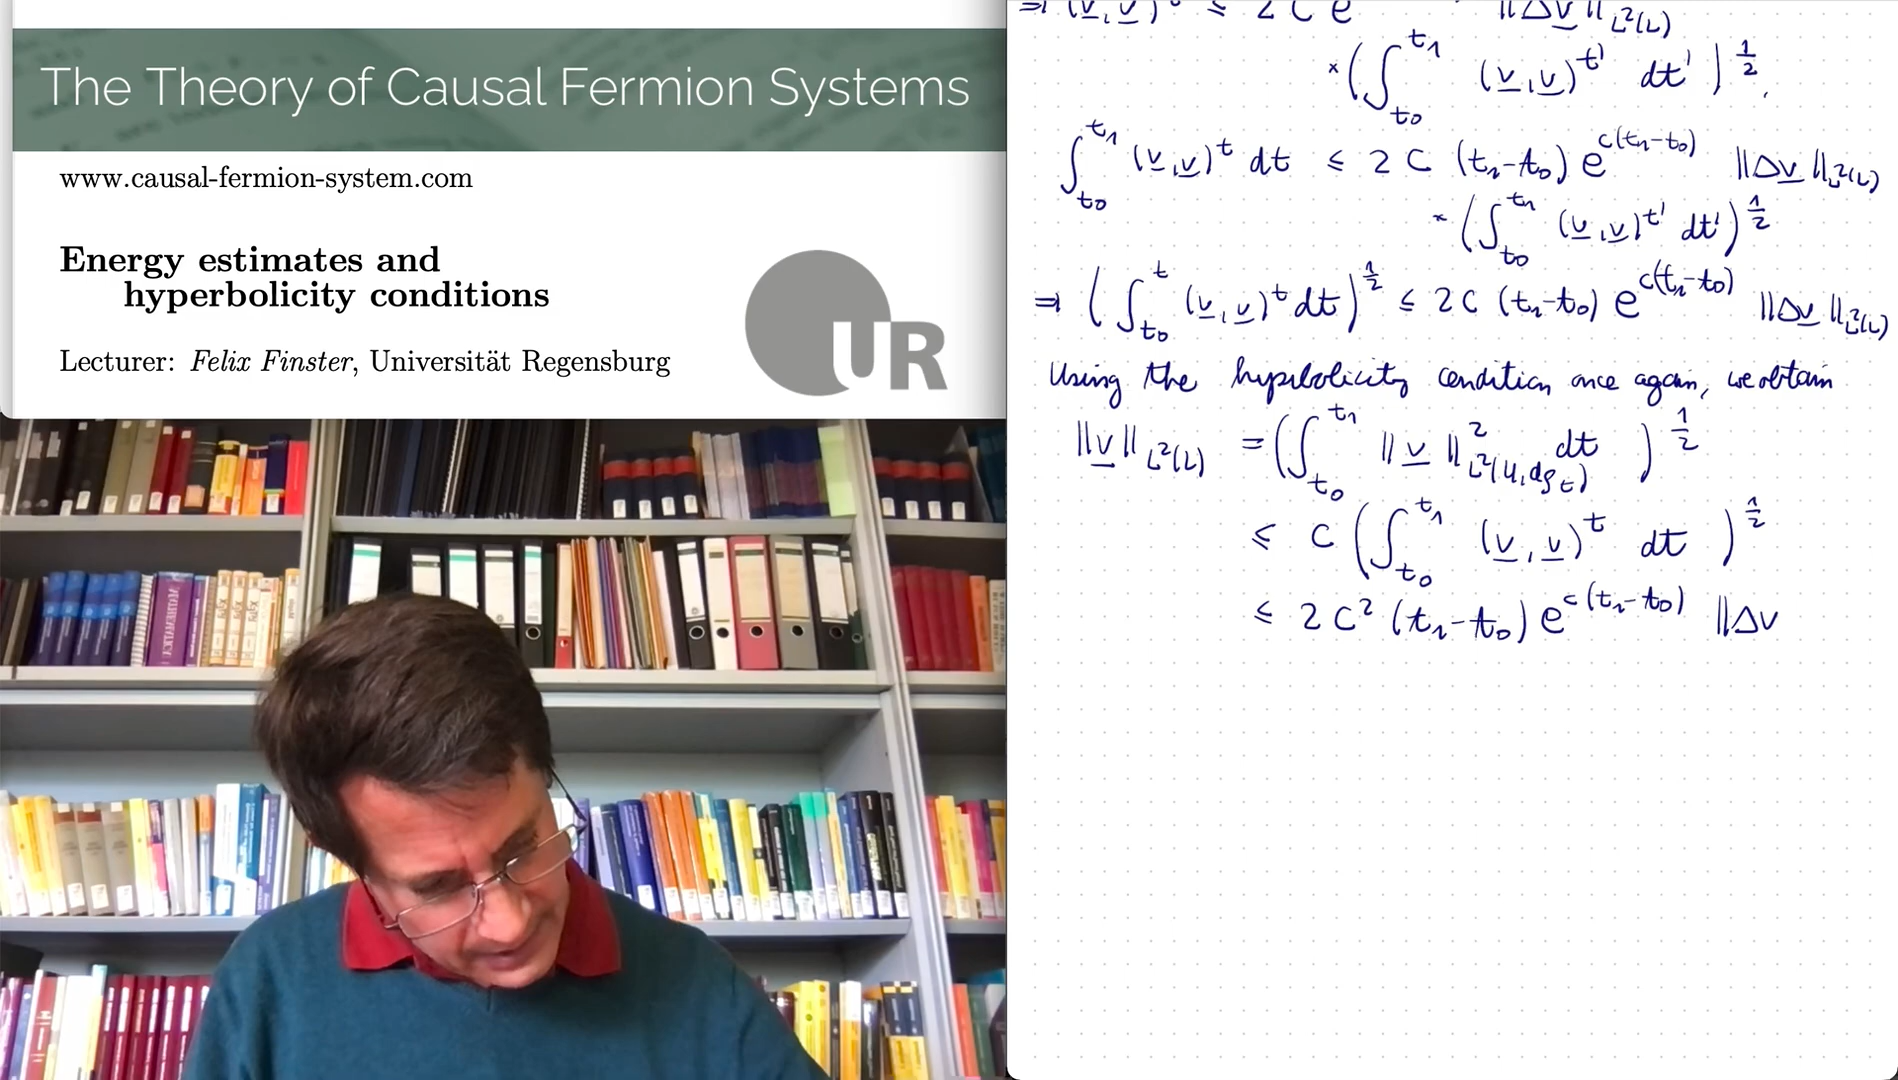 The Theory of Causal Fermion Systems
www.causal-fermion-system.com
Energy estimates and
hyperbolicity conditions
Lecturer: Felix Finster, Universität Regensburg
UR
⇒ (v̲,v̲)^t ≤ 2 C e ‖Δv̲‖_{L²(L)}
× (∫_{t₀}^{t₁} (v̲,v̲)^{t'} dt')^{1/2},
∫_{t₀}^{t₁} (v̲,v̲)^t dt ≤ 2 C (t₁-t₀) e^{c(t₁-t₀)} ‖Δv̲‖_{L²(L)}
× (∫_{t₀}^{t₁} (v̲,v̲)^{t'} dt')^{1/2}
⇒ (∫_{t₀}^{t} (v̲,v̲)^t dt)^{1/2} ≤ 2 C (t₁-t₀) e^{c(t₁-t₀)} ‖Δv̲‖_{L²(L)}
Using the hyperbolicity condition once again, we obtain
‖v̲‖_{L²(L)} = (∫_{t₀}^{t₁} ‖v̲‖²_{L²(U,dρ_t)} dt)^{1/2}
≤ C (∫_{t₀}^{t₁} (v̲,v̲)^t dt)^{1/2}
≤ 2 C² (t₁-t₀) e^{c(t₁-t₀)} ‖Δv